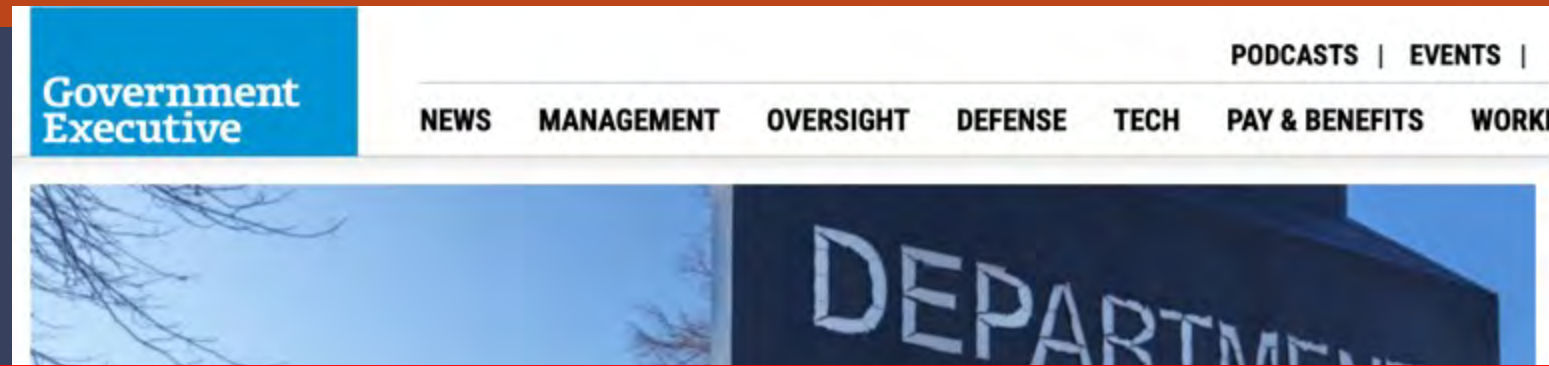 Government
Executive
PODCASTS | EVENTS |
NEWS MANAGEMENT OVERSIGHT DEFENSE TECH PAY & BENEFITS
DEPARTMENT